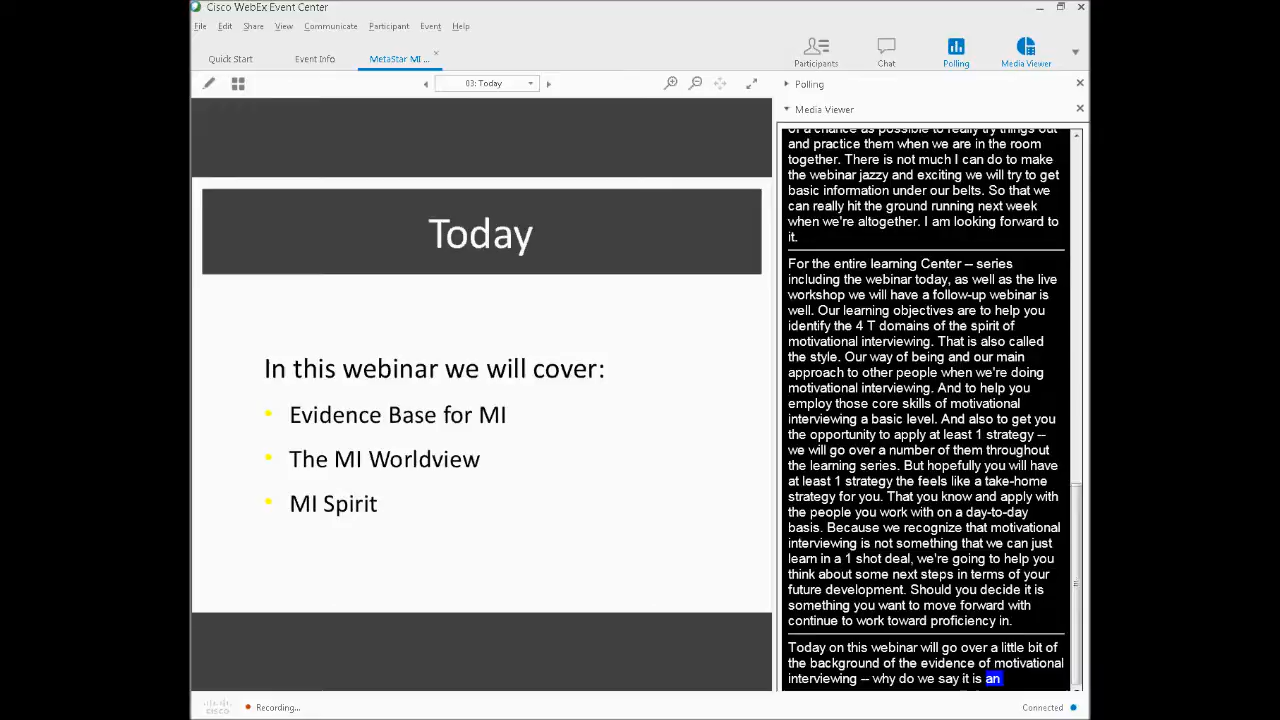 Cisco WebEx Event Center
File Edit Share View Communicate Participant Event Help
Quick Start Event Info MetaStar MI ...
Participants Chat Polling Media Viewer
03: Today
Polling
Media Viewer
Today
In this webinar we will cover:
• Evidence Base for MI
• The MI Worldview
• MI Spirit
of a chance as possible to really try things out
and practice them when we are in the room
together. There is not much I can do to make
the webinar jazzy and exciting we will try to get
basic information under our belts. So that we
can really hit the ground running next week
when we're altogether. I am looking forward to
it.
For the entire learning Center -- series
including the webinar today, as well as the live
workshop we will have a follow-up webinar is
well. Our learning objectives are to help you
identify the 4 T domains of the spirit of
motivational interviewing. That is also called
the style. Our way of being and our main
approach to other people when we're doing
motivational interviewing. And to help you
employ those core skills of motivational
interviewing a basic level. And also to get you
the opportunity to apply at least 1 strategy --
we will go over a number of them throughout
the learning series. But hopefully you will have
at least 1 strategy the feels like a take-home
strategy for you. That you know and apply with
the people you work with on a day-to-day
basis. Because we recognize that motivational
interviewing is not something that we can just
learn in a 1 shot deal, we're going to help you
think about some next steps in terms of your
future development. Should you decide it is
something you want to move forward with
continue to work toward proficiency in.
Today on this webinar will go over a little bit of
the background of the evidence of motivational
interviewing -- why do we say it is an
cisco Recording... Connected